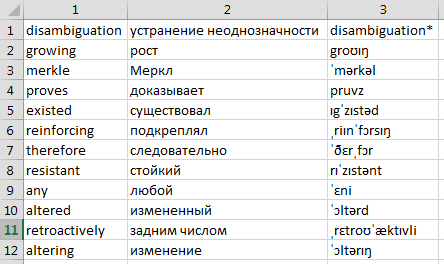 1 2 3
1 disambiguation устранение неоднозначности disambiguation*
2 growing рост groʊɪŋ
3 merkle Меркл ˈmərkəl
4 proves доказывает pruvz
5 existed существовал ɪgˈzɪstəd
6 reinforcing подкреплял ˌriɪnˈfɔrsɪŋ
7 therefore следовательно ˈðɛrˌfɔr
8 resistant стойкий rɪˈzɪstənt
9 any любой ˈɛni
10 altered измененный ˈɔltərd
11 retroactively задним числом ˌrɛtroʊˈæktɪvli
12 altering изменение ˈɔltərɪŋ